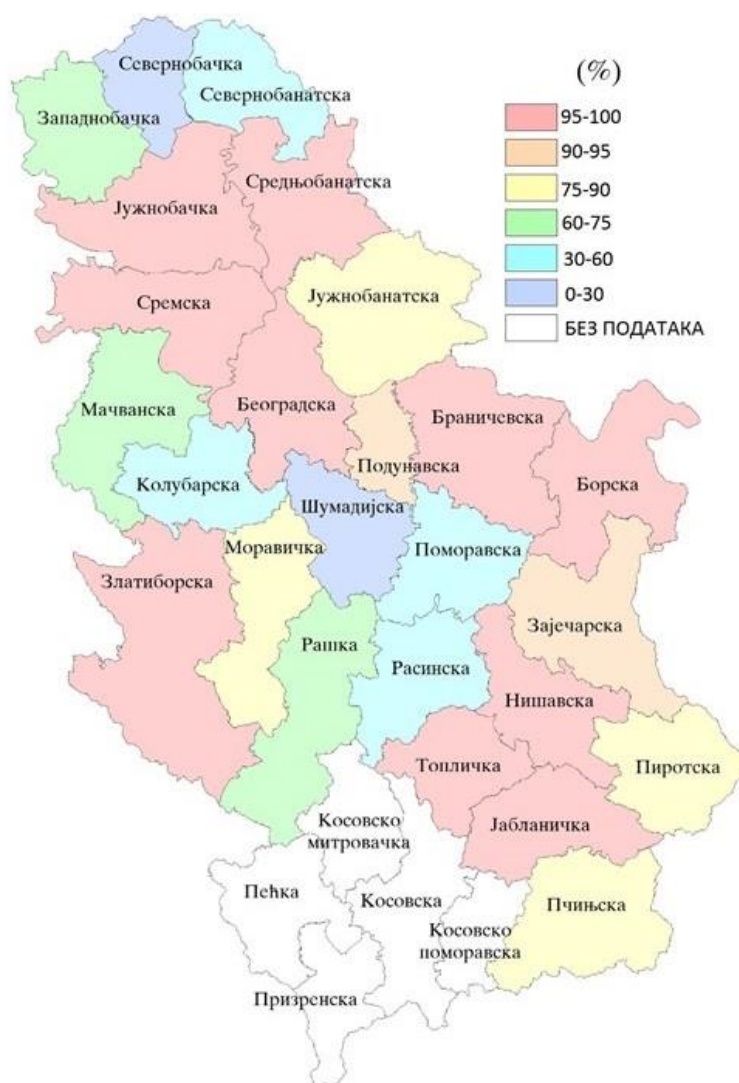 (%)
95-100
90-95
75-90
60-75
30-60
0-30
БЕЗ ПОДАТАКА
Севернобачка
Севернобанатска
Западнобачка
Средњобанатска
Јужнобачка
Јужнобанатска
Сремска
Мачванска
Београдска
Браничевска
Подунавска
Колубарска
Борска
Шумадијска
Моравичка
Поморавска
Златиборска
Зајечарска
Рашка
Расинска
Нишавска
Топличка
Пиротска
Јабланичка
Косовско
митровачка
Пећка
Косовска
Пчињска
Косовско
поморавска
Призренска